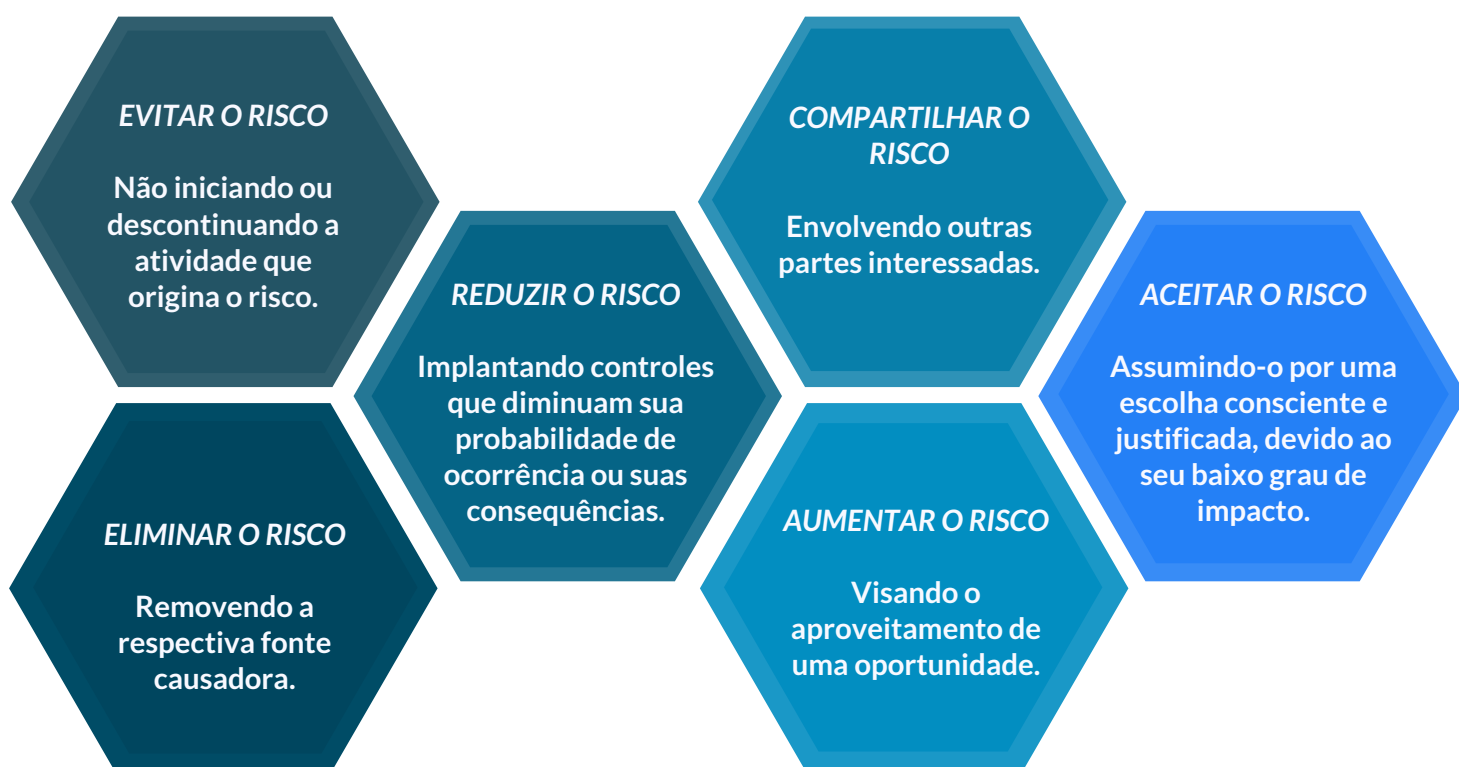 EVITAR O RISCO
Não iniciando ou
descontinuando a
atividade que
origina o risco.
ELIMINAR O RISCO
Removendo a
respectiva fonte
causadora.
REDUZIR O RISCO
Implantando controles
que diminuam sua
probabilidade de
ocorrência ou suas
consequências.
COMPARTILHAR O
RISCO
Envolvendo outras
partes interessadas.
AUMENTAR O RISCO
Visando o
aproveitamento de
uma oportunidade.
ACEITAR O RISCO
Assumindo-o por uma
escolha consciente e
justificada, devido ao
seu baixo grau de
impacto.